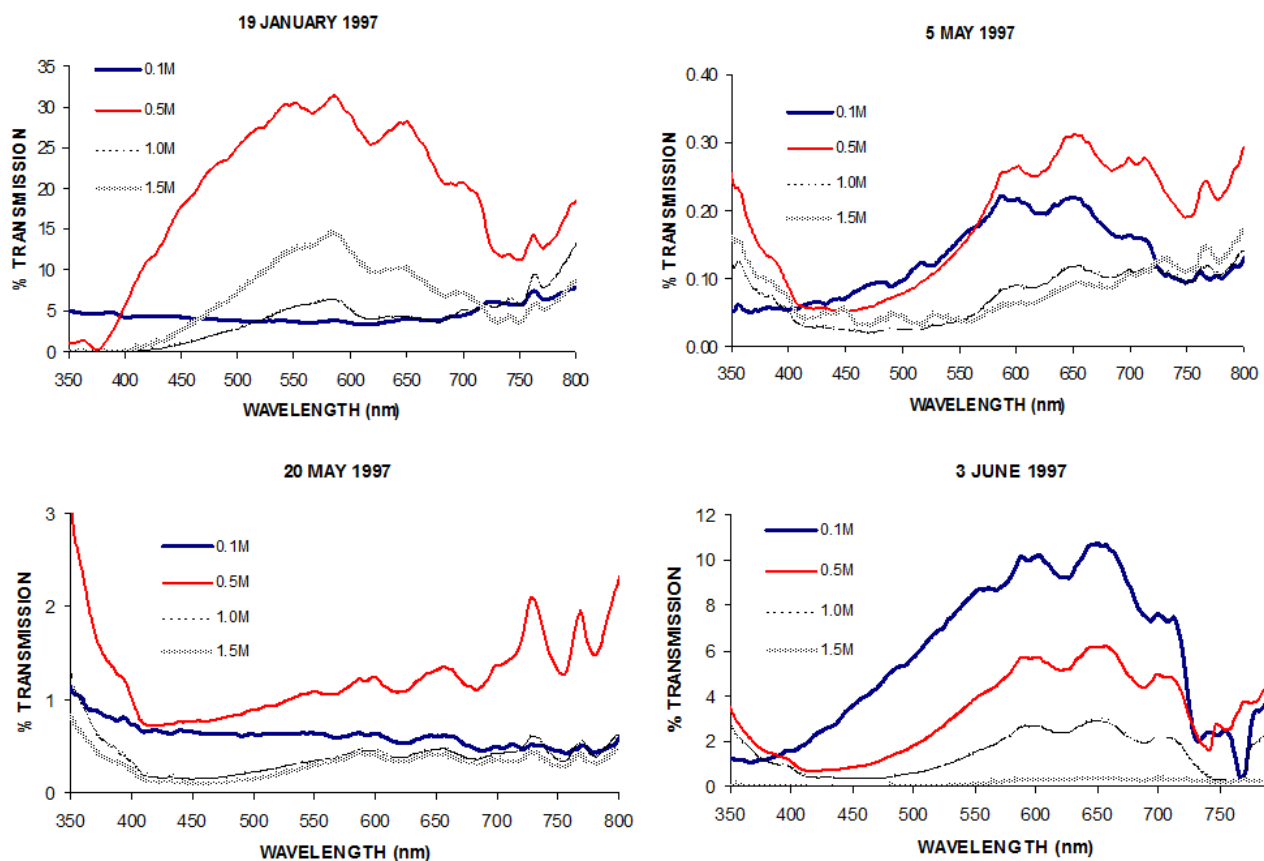 19 JANUARY 1997
% TRANSMISSION
35
30
25
20
15
10
5
0
0.1M
0.5M
1.0M
1.5M
350 400 450 500 550 600 650 700 750 800
WAVELENGTH (nm)
5 MAY 1997
% TRANSMISSION
0.40
0.30
0.20
0.10
0.00
0.1M
0.5M
1.0M
1.5M
350 400 450 500 550 600 650 700 750 800
WAVELENGTH (nm)
20 MAY 1997
% TRANSMISSION
3
2
1
0
0.1M
0.5M
1.0M
1.5M
350 400 450 500 550 600 650 700 750 800
WAVELENGTH (nm)
3 JUNE 1997
% TRANSMISSION
12
10
8
6
4
2
0
0.1M
0.5M
1.0M
1.5M
350 400 450 500 550 600 650 700 750
WAVELENGTH (nm)